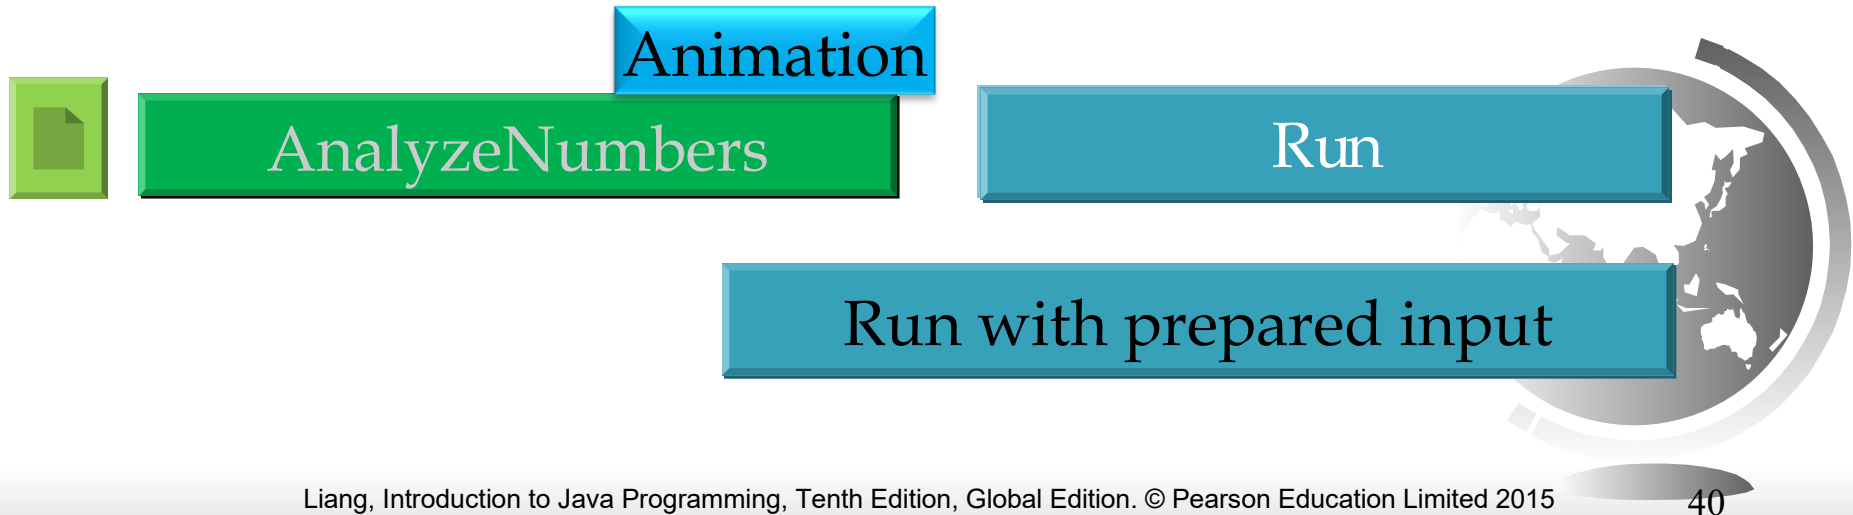 Animation
AnalyzeNumbers
Run
Run with prepared input
Liang, Introduction to Java Programming, Tenth Edition, Global Edition. © Pearson Education Limited 2015
40